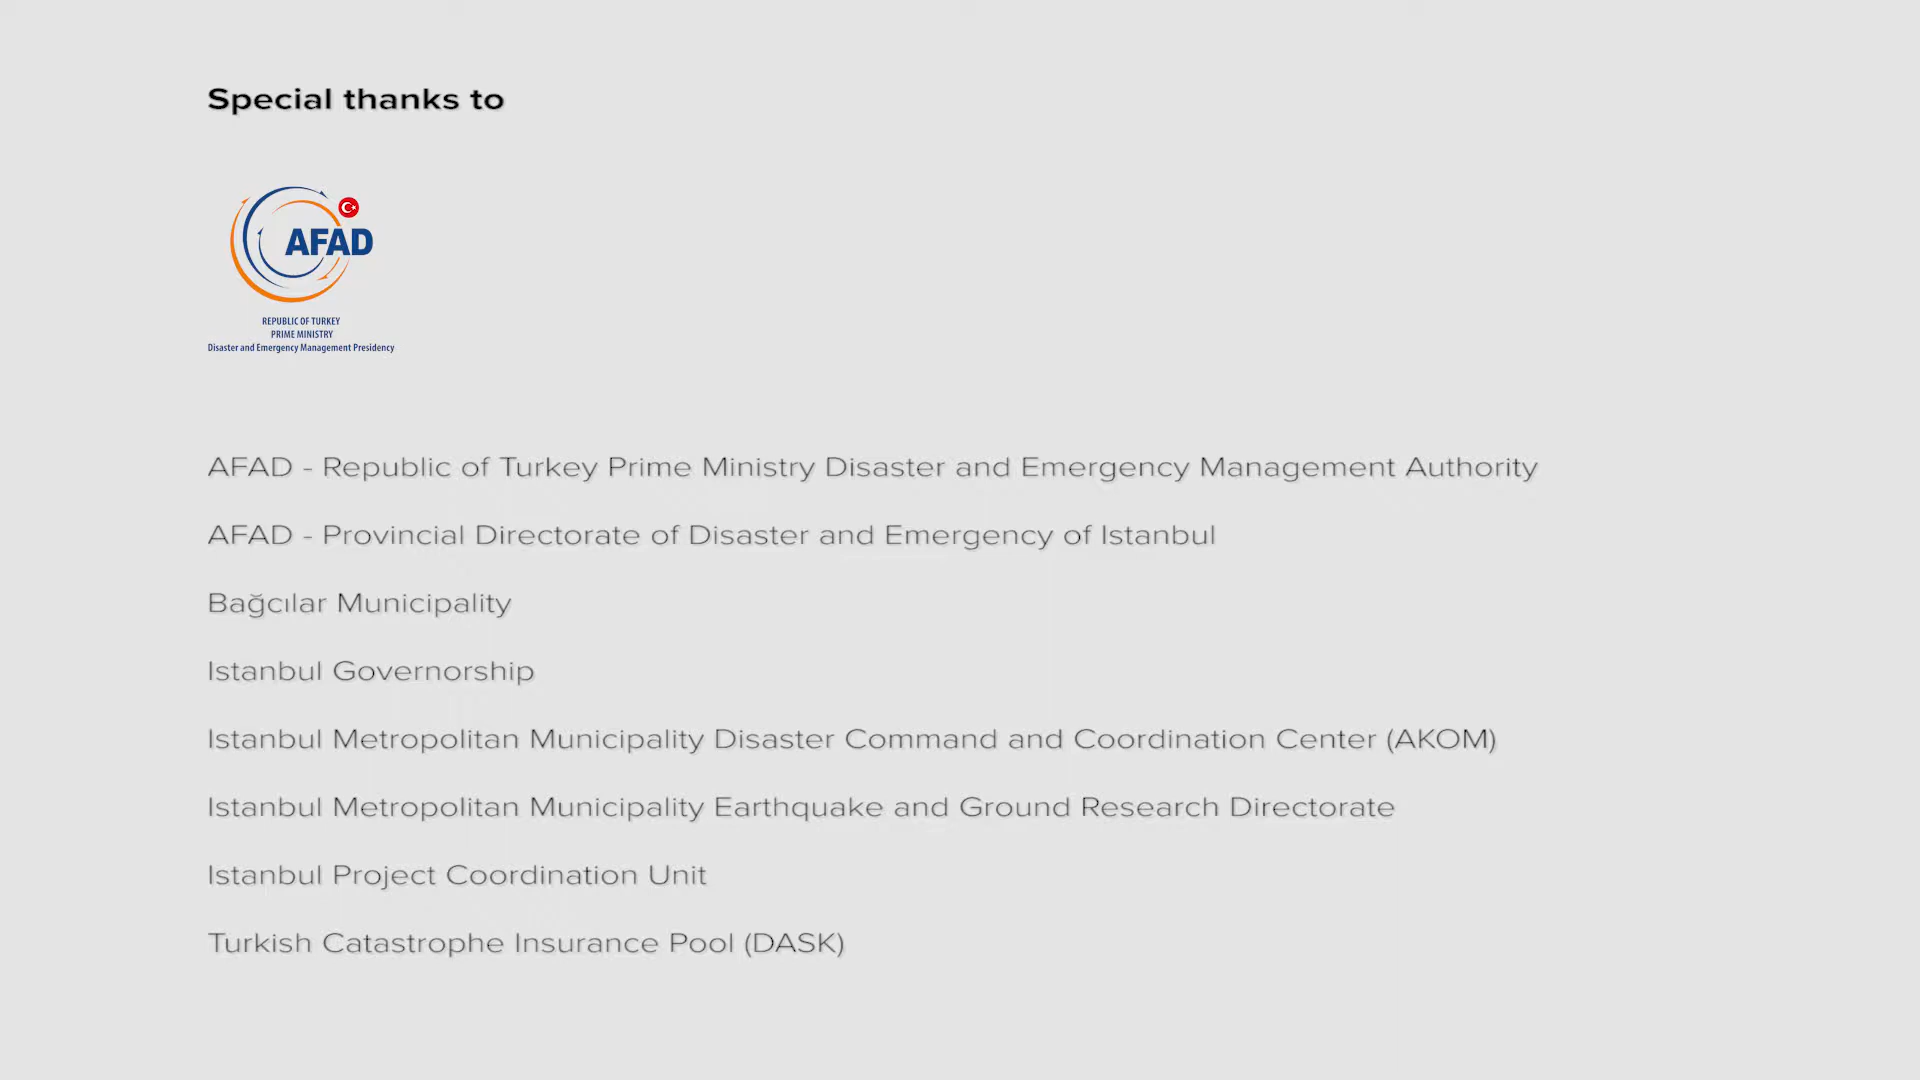 Special thanks to
AFAD
REPUBLIC OF TURKEY
PRIME MINISTRY
Disaster and Emergency Management Presidency
AFAD - Republic of Turkey Prime Ministry Disaster and Emergency Management Authority
AFAD - Provincial Directorate of Disaster and Emergency of Istanbul
Bağcılar Municipality
Istanbul Governorship
Istanbul Metropolitan Municipality Disaster Command and Coordination Center (AKOM)
Istanbul Metropolitan Municipality Earthquake and Ground Research Directorate
Istanbul Project Coordination Unit
Turkish Catastrophe Insurance Pool (DASK)